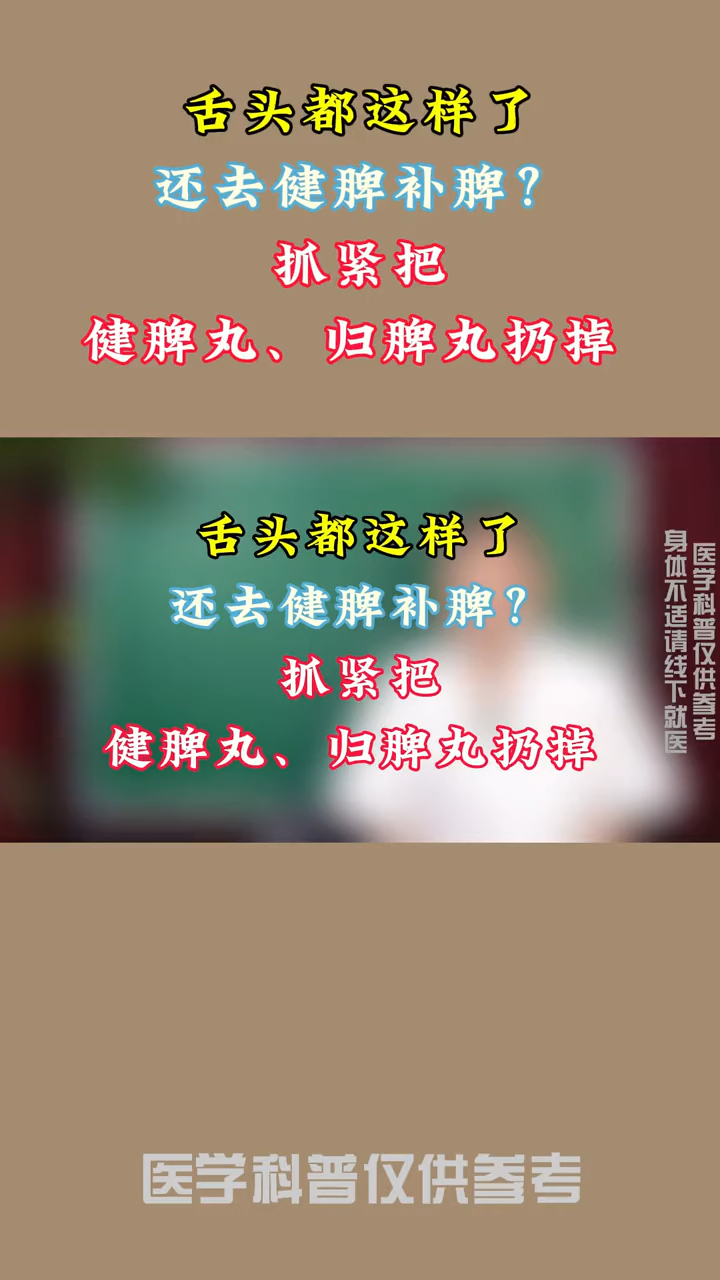 舌头都这样了
还去健脾补脾？
抓紧把
健脾丸、归脾丸扔掉
舌头都这样了
还去健脾补脾？
抓紧把
健脾丸、归脾丸扔掉
医学科普仅供参考
身体不适请线下就医
医学科普仅供参考